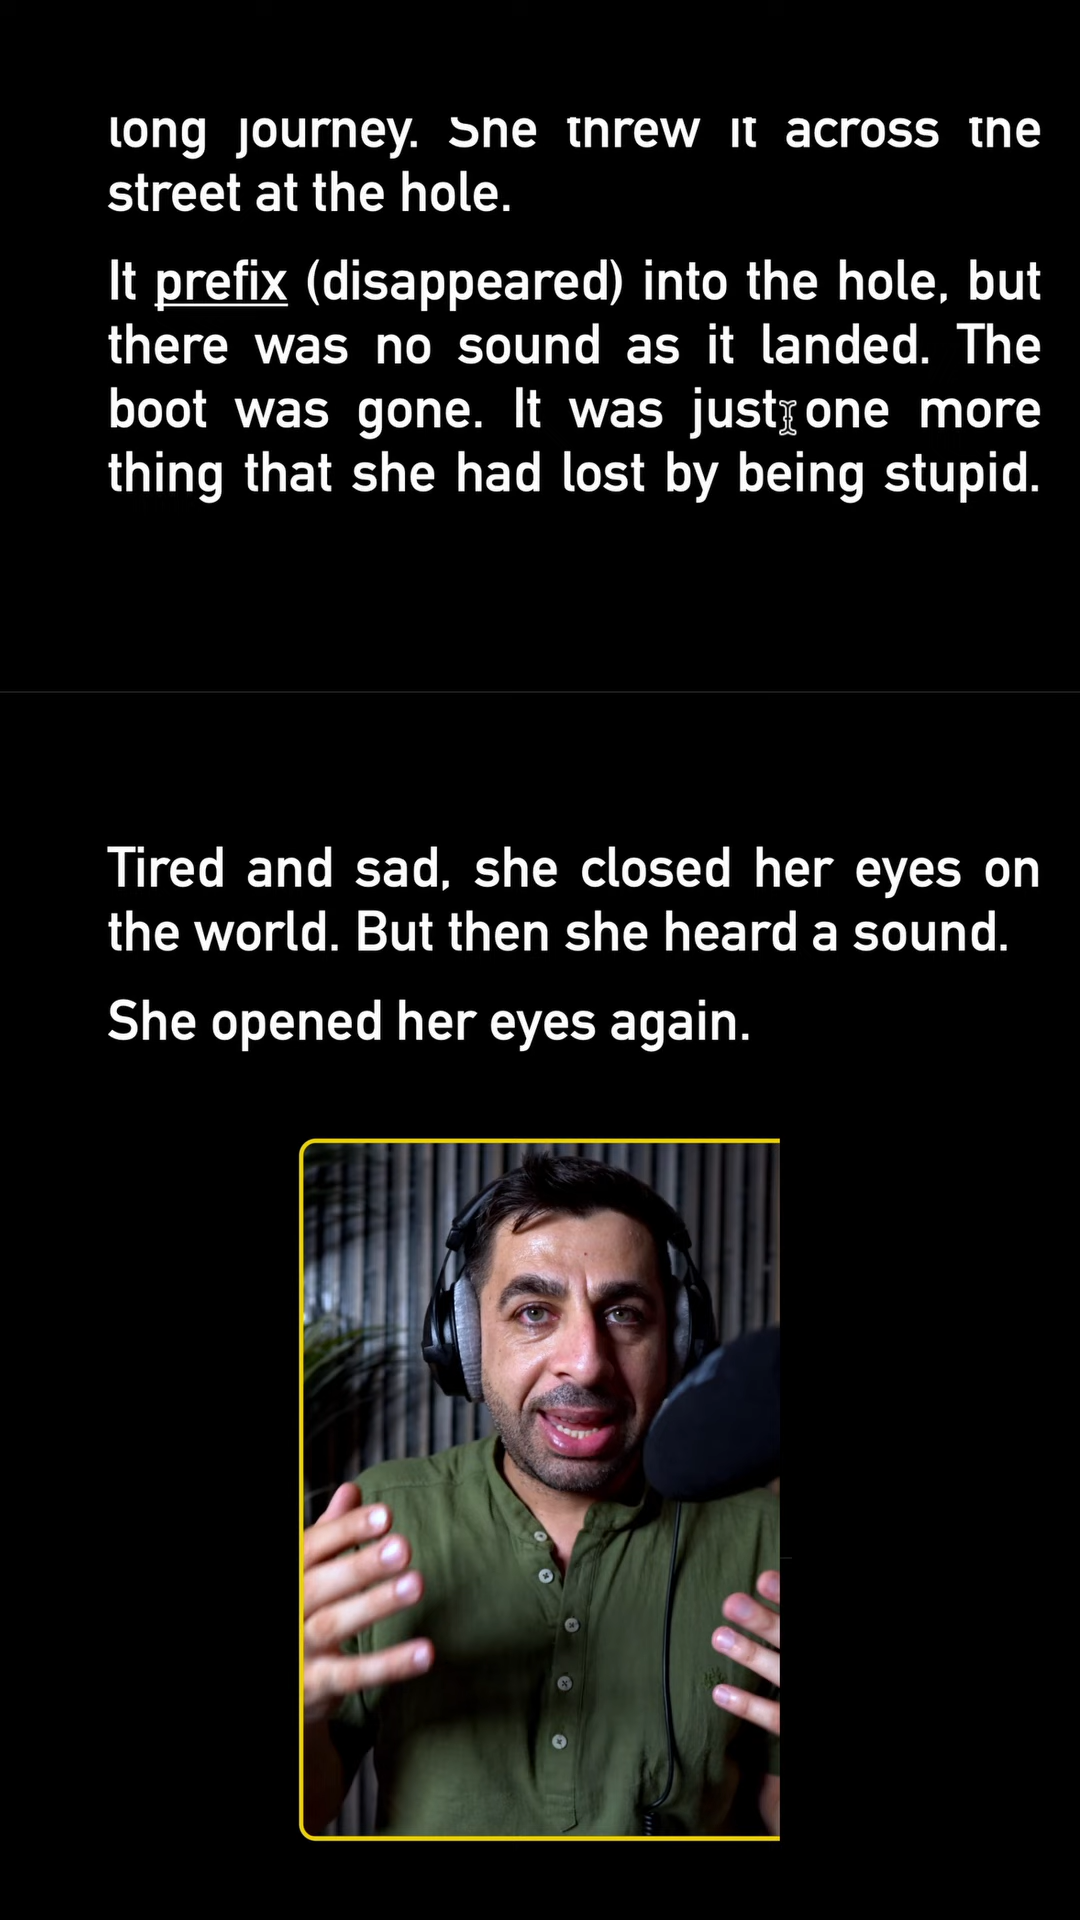 long journey. She threw it across the
street at the hole.
It prefix (disappeared) into the hole, but
there was no sound as it landed. The
boot was gone. It was just one more
thing that she had lost by being stupid.
Tired and sad, she closed her eyes on
the world. But then she heard a sound.
She opened her eyes again.